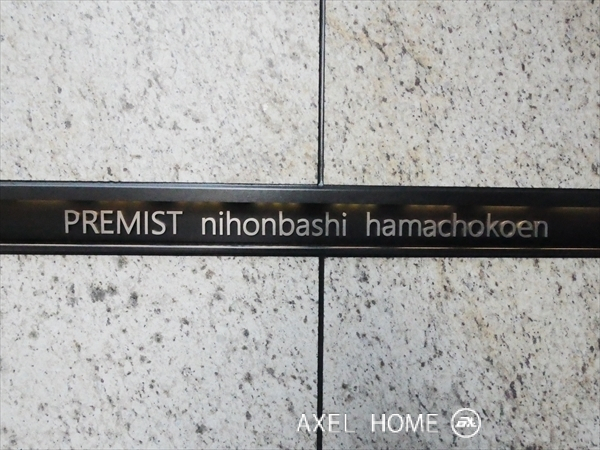 PREMIST nihonbashi hamachokoen
AXEL HOME